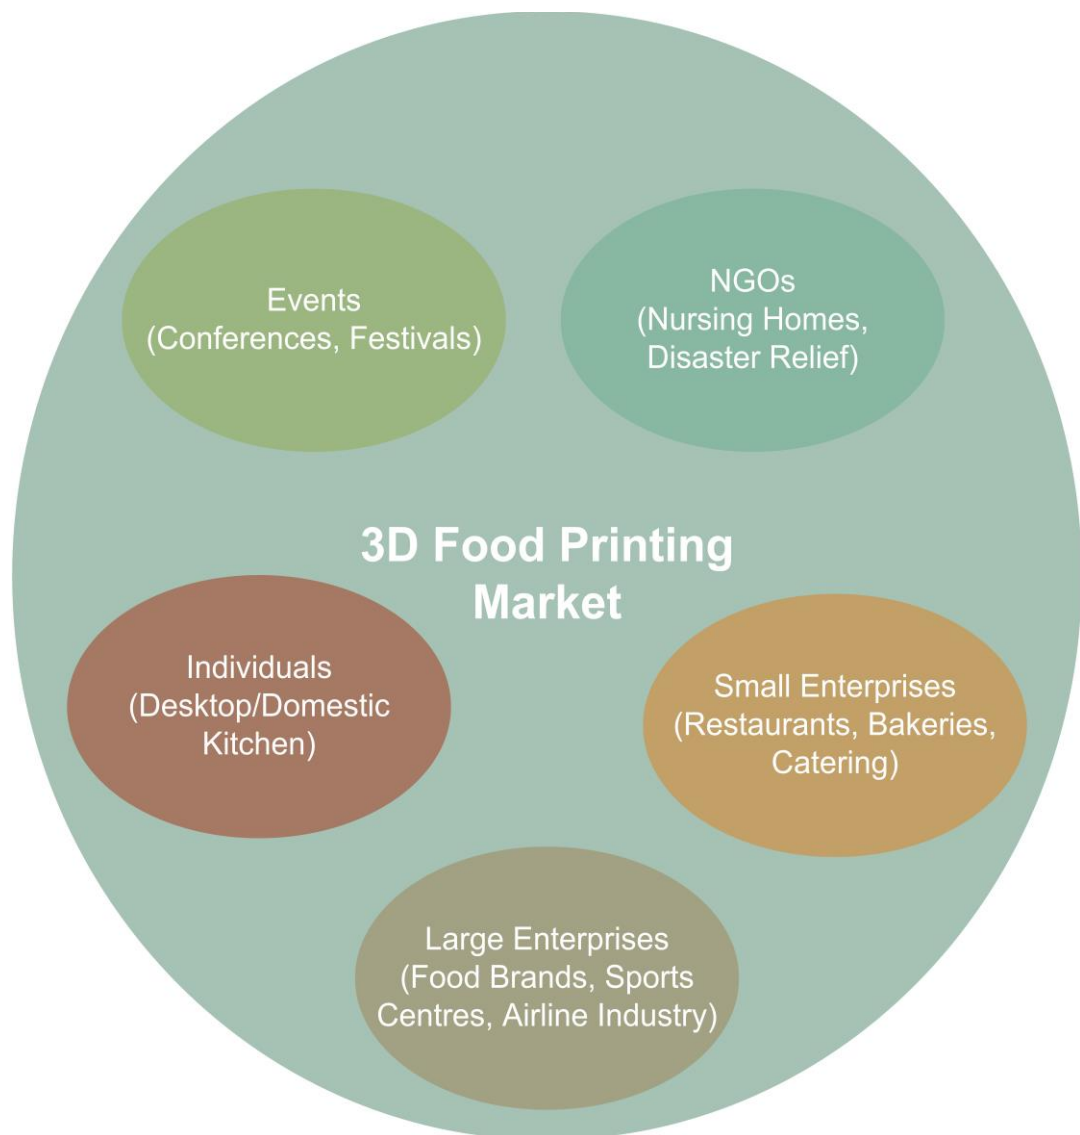 Events
(Conferences, Festivals)
NGOs
(Nursing Homes,
Disaster Relief)
3D Food Printing
Market
Individuals
(Desktop/Domestic
Kitchen)
Small Enterprises
(Restaurants, Bakeries,
Catering)
Large Enterprises
(Food Brands, Sports
Centres, Airline Industry)